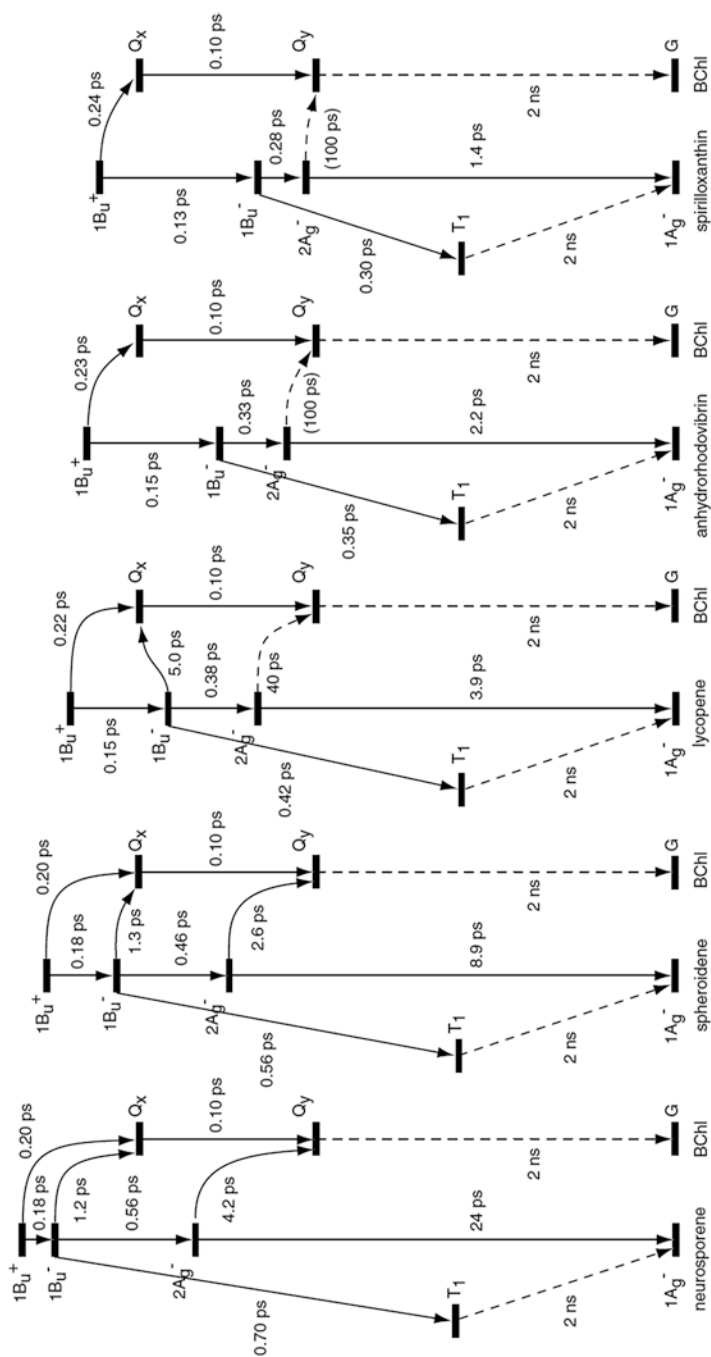 1Bu+
0.18 ps
0.20 ps
1Bu-
1.2 ps
Qx
0.56 ps
0.10 ps
2Ag-
4.2 ps
Qy
0.70 ps
T1
24 ps
2 ns
2 ns
1Ag-
G
neurosporene
BChl
1Bu+
0.18 ps
0.20 ps
1Bu-
1.3 ps
Qx
0.46 ps
0.10 ps
2Ag-
2.6 ps
Qy
0.56 ps
T1
8.9 ps
2 ns
2 ns
1Ag-
G
spheroidene
BChl
1Bu+
0.15 ps
0.22 ps
1Bu-
5.0 ps
Qx
0.38 ps
0.10 ps
2Ag-
40 ps
Qy
0.42 ps
T1
3.9 ps
2 ns
2 ns
1Ag-
G
lycopene
BChl
1Bu+
0.15 ps
0.23 ps
Qx
1Bu-
0.33 ps
0.10 ps
2Ag-
(100 ps)
Qy
0.35 ps
T1
2.2 ps
2 ns
2 ns
1Ag-
G
anhydrorhodovibrin
BChl
1Bu+
0.13 ps
0.24 ps
Qx
1Bu-
0.28 ps
0.10 ps
2Ag-
(100 ps)
Qy
0.30 ps
T1
1.4 ps
2 ns
2 ns
1Ag-
G
spirilloxanthin
BChl